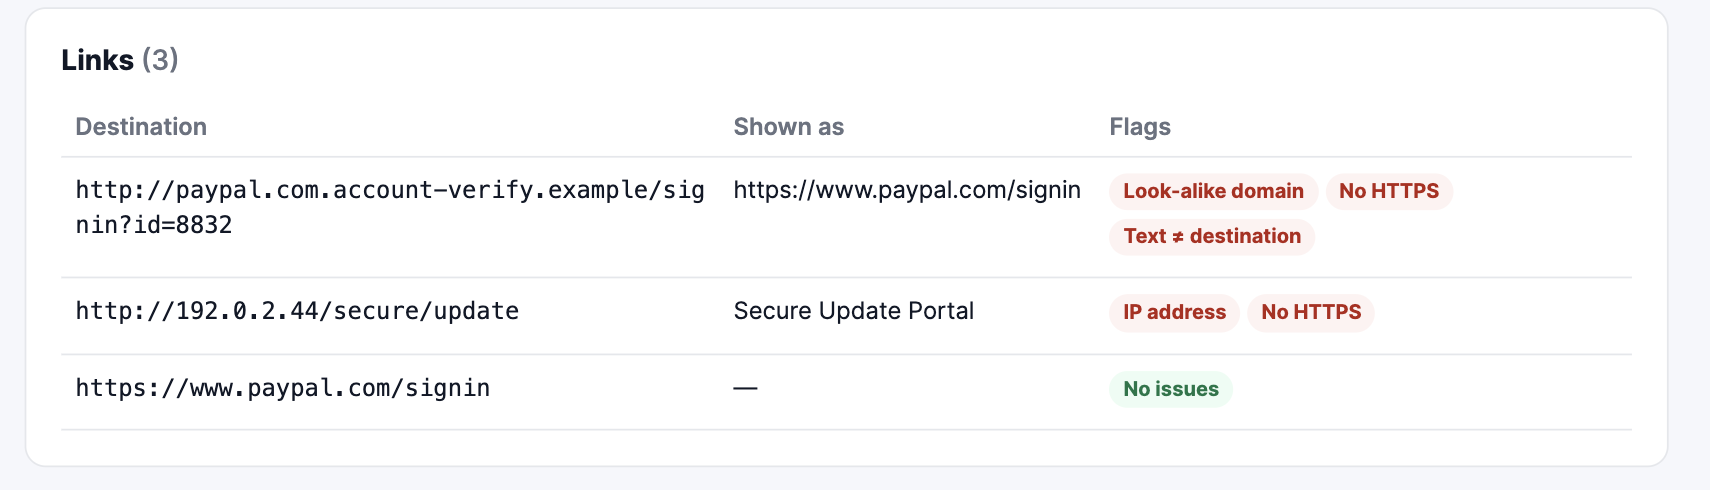 Links (3)
Destination Shown as Flags
http://paypal.com.account-verify.example/sig https://www.paypal.com/signin Look-alike domain No HTTPS
nin?id=8832 Text ≠ destination
http://192.0.2.44/secure/update Secure Update Portal IP address No HTTPS
https://www.paypal.com/signin — No issues